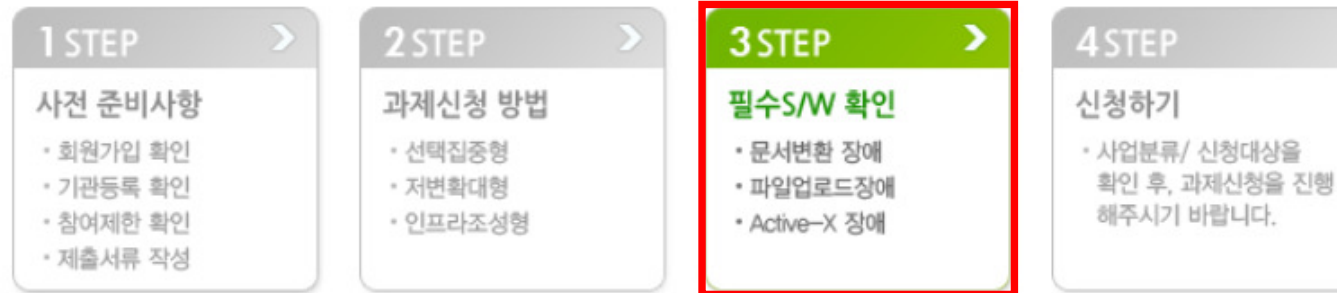 1 STEP
사전 준비사항
· 회원가입 확인
· 기관등록 확인
· 참여제한 확인
· 제출서류 작성
2 STEP
과제신청 방법
· 선택집중형
· 저변확대형
· 인프라조성형
3 STEP
필수S/W 확인
· 문서변환 장애
· 파일업로드장애
· Active-X 장애
4 STEP
신청하기
· 사업분류/ 신청대상을
확인 후, 과제신청을 진행
해주시기 바랍니다.